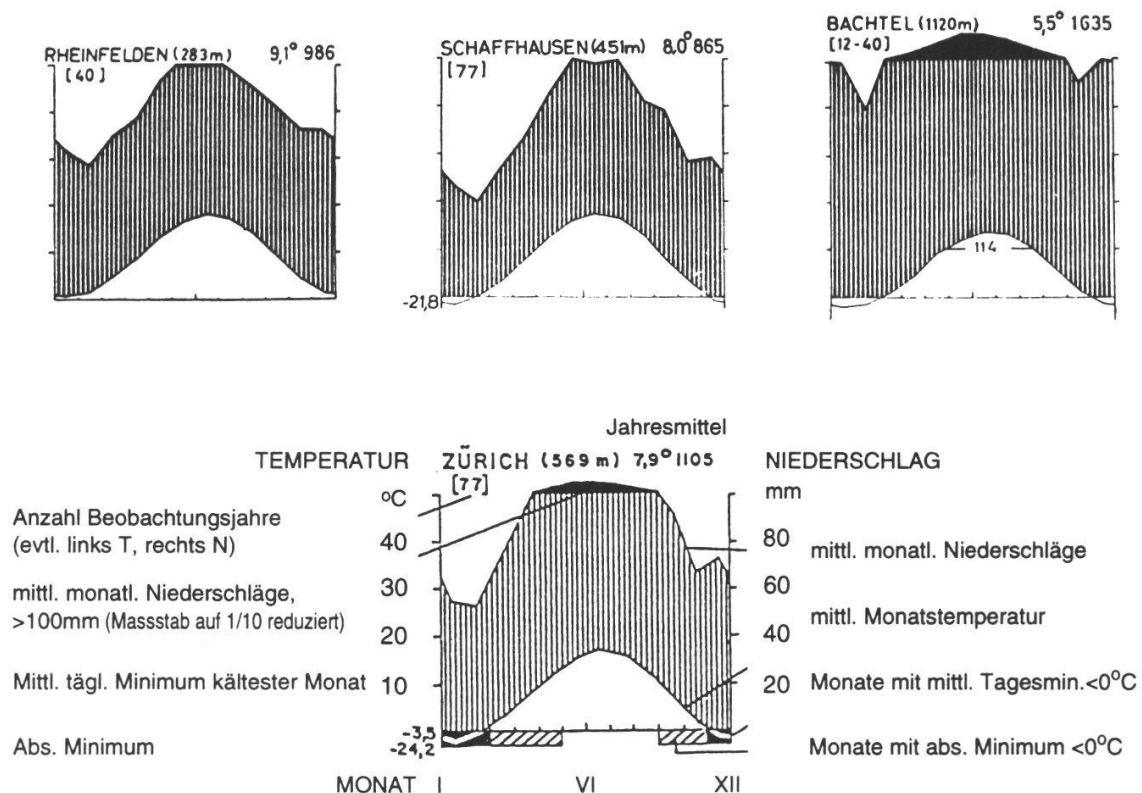 RHEINFELDEN (283m) 9,1° 986
[40]
SCHAFFHAUSEN (451m) 8,0° 865
[77]
-21,8
BACHTEL (1120m) 5,5° 1635
[12-40]
114
Jahresmittel
TEMPERATUR ZÜRICH (569 m) 7,9° 1105 NIEDERSCHLAG
[77]
°C mm
Anzahl Beobachtungsjahre
(evtl. links T, rechts N)
40 80 mittl. monatl. Niederschläge
mittl. monatl. Niederschläge,
>100mm (Massstab auf 1/10 reduziert)
30 60
mittl. Monatstemperatur
20 40
Mittl. tägl. Minimum kältester Monat 10 20 Monate mit mittl. Tagesmin.<0°C
-3,5
Abs. Minimum -24,2 Monate mit abs. Minimum <0°C
MONAT I VI XII